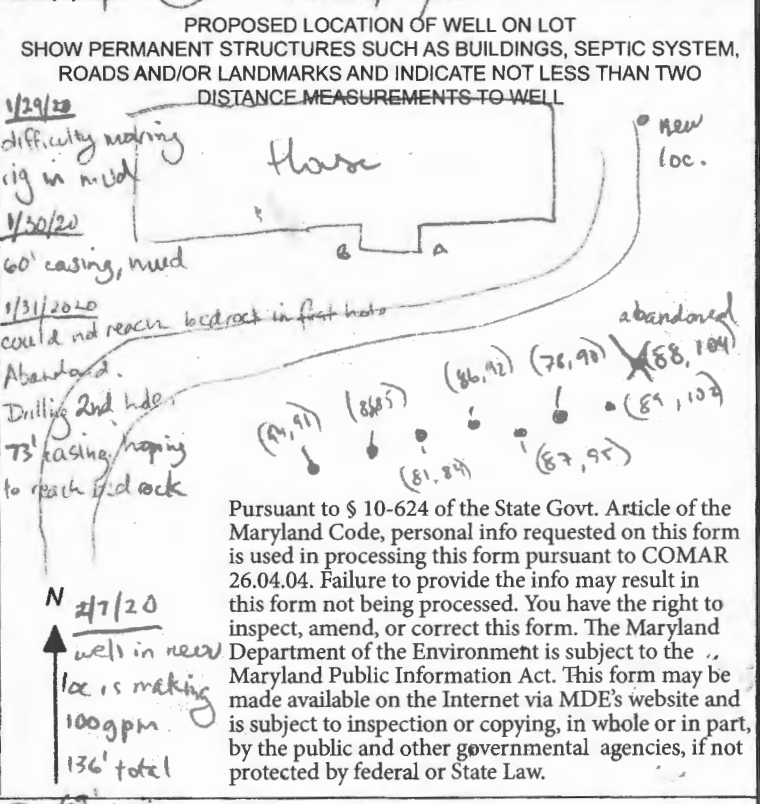 PROPOSED LOCATION OF WELL ON LOT
SHOW PERMANENT STRUCTURES SUCH AS BUILDINGS, SEPTIC SYSTEM,
ROADS AND/OR LANDMARKS AND INDICATE NOT LESS THAN TWO
DISTANCE MEASUREMENTS TO WELL
1/29/20
difficulty moving
rig in mud
1/30/20
60' casing, mud
1/31/2020
could not reach bedrock in first hole
Abandoned.
Drilling 2nd hole,
73' casing, hoping
to reach bedrock
House
B
A
new
loc.
abandoned
(88, 104)
(89, 102)
(78, 90)
(86, 92)
(87, 95)
(81, 84)
2/7/20
well in new
loc is making
100gpm
136' total
N
Pursuant to § 10-624 of the State Govt. Article of the
Maryland Code, personal info requested on this form
is used in processing this form pursuant to COMAR
26.04.04. Failure to provide the info may result in
this form not being processed. You have the right to
inspect, amend, or correct this form. The Maryland
Department of the Environment is subject to the
Maryland Public Information Act. This form may be
made available on the Internet via MDE's website and
is subject to inspection or copying, in whole or in part,
by the public and other governmental agencies, if not
protected by federal or State Law.